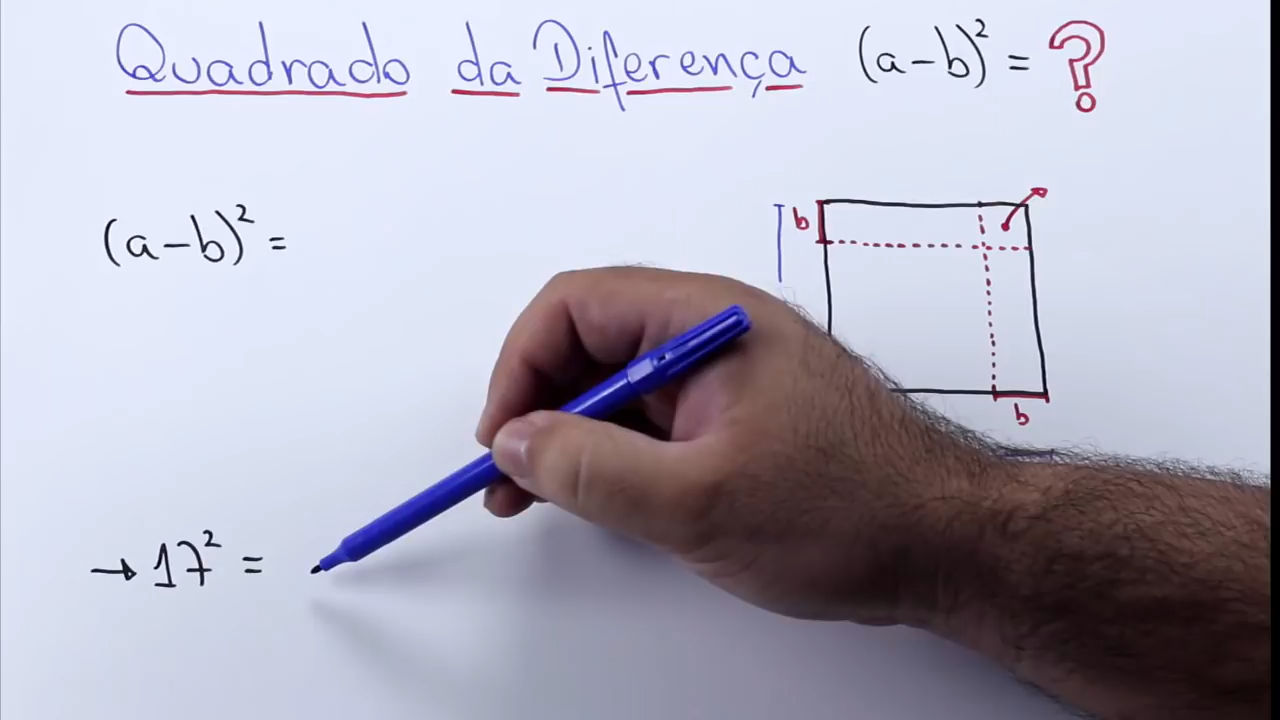 Quadrado da Diferença (a-b)² = ?
(a-b)² =
b
b
→ 17² =